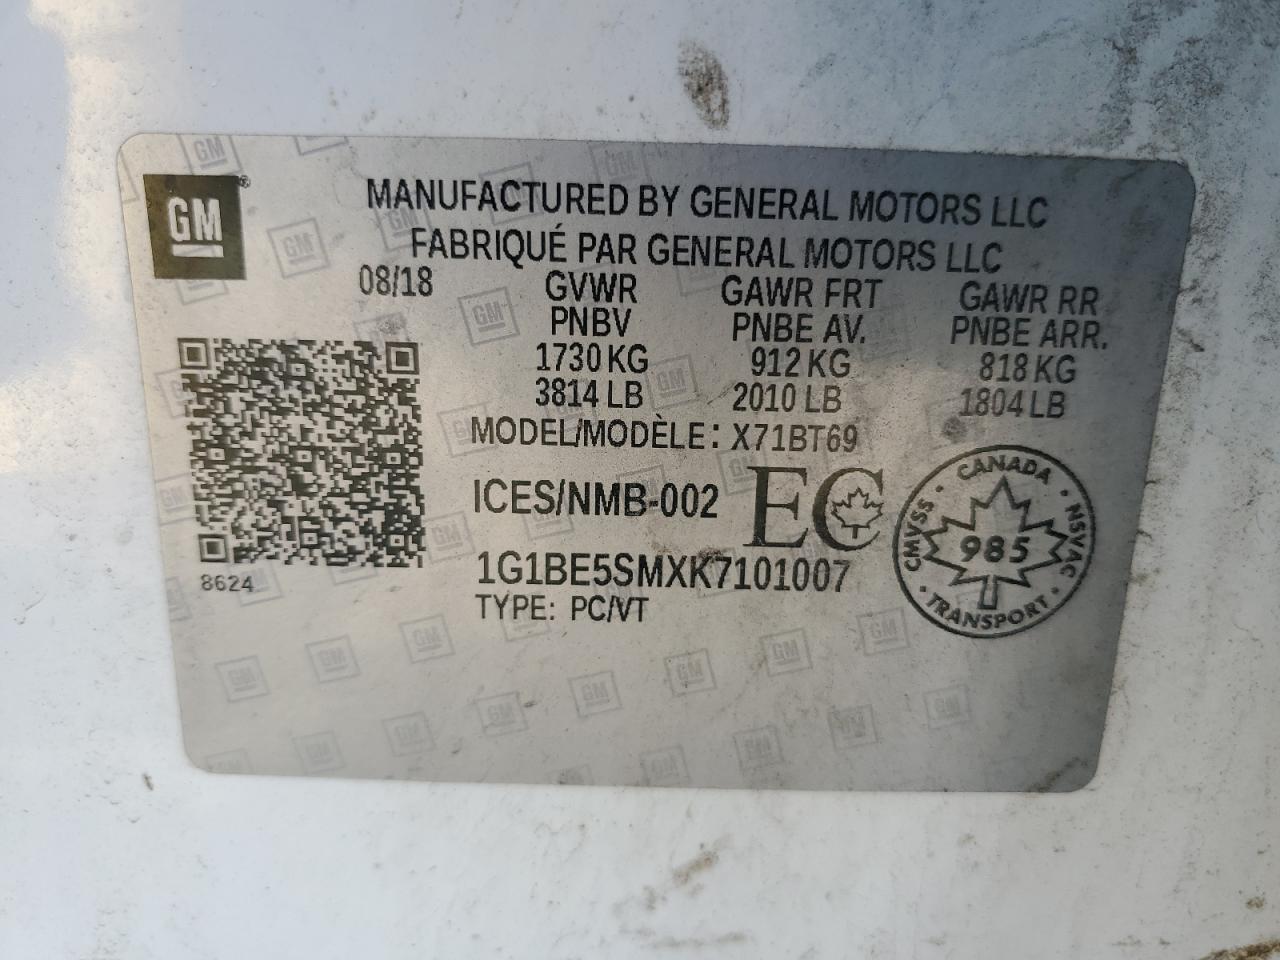 GM®
MANUFACTURED BY GENERAL MOTORS LLC
FABRIQUÉ PAR GENERAL MOTORS LLC
08/18 GVWR GAWR FRT GAWR RR
PNBV PNBE AV. PNBE ARR.
1730 KG 912 KG 818 KG
3814 LB 2010 LB 1804 LB
MODEL/MODÈLE: X71BT69
ICES/NMB-002 EC
CANADA
CMVSS · NSVAC
985
TRANSPORT
8624
1G1BE5SMXK7101007
TYPE: PC/VT